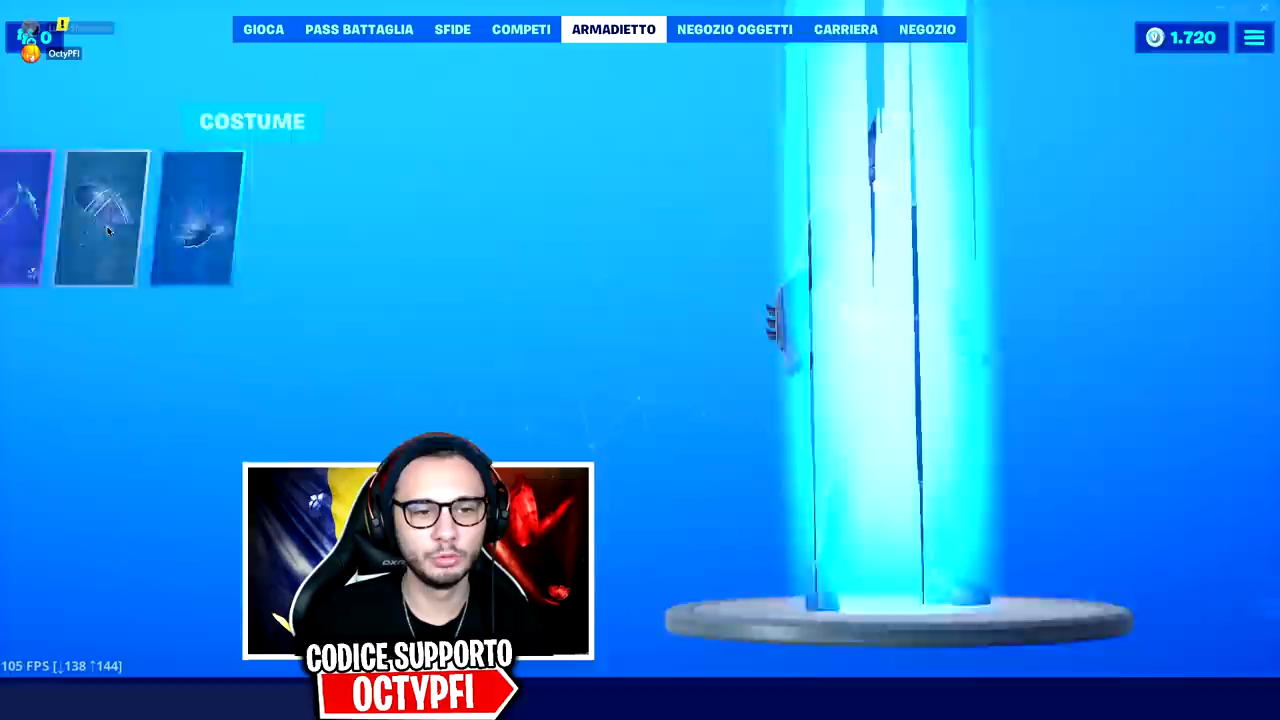 0
!
OctyPFI
GIOCA PASS BATTAGLIA SFIDE COMPETI ARMADIETTO NEGOZIO OGGETTI CARRIERA NEGOZIO
V 1.720
COSTUME
105 FPS [↓138 ↑144]
CODICE SUPPORTO
OCTYPFI